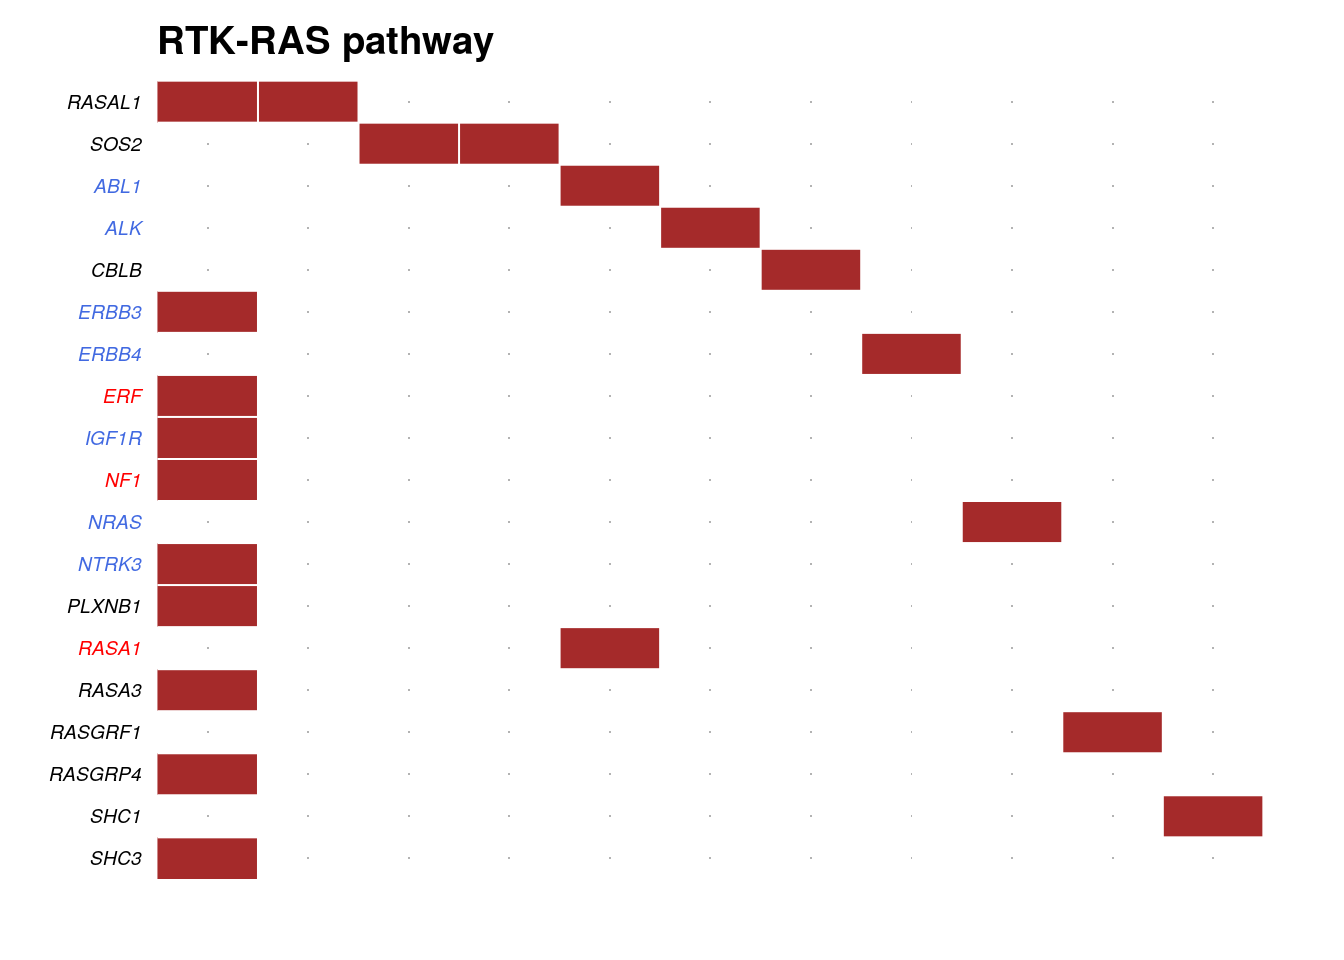 RTK-RAS pathway
RASAL1
SOS2
ABL1
ALK
CBLB
ERBB3
ERBB4
ERF
IGF1R
NF1
NRAS
NTRK3
PLXNB1
RASA1
RASA3
RASGRF1
RASGRP4
SHC1
SHC3